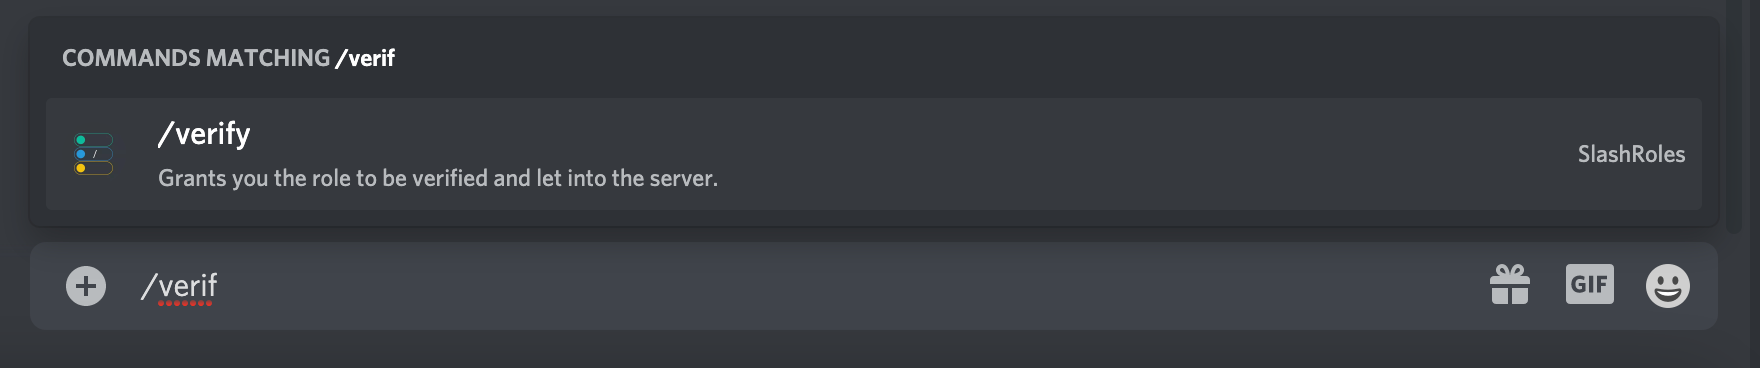 COMMANDS MATCHING /verif
/
/verify
Grants you the role to be verified and let into the server.
SlashRoles
/verif
GIF